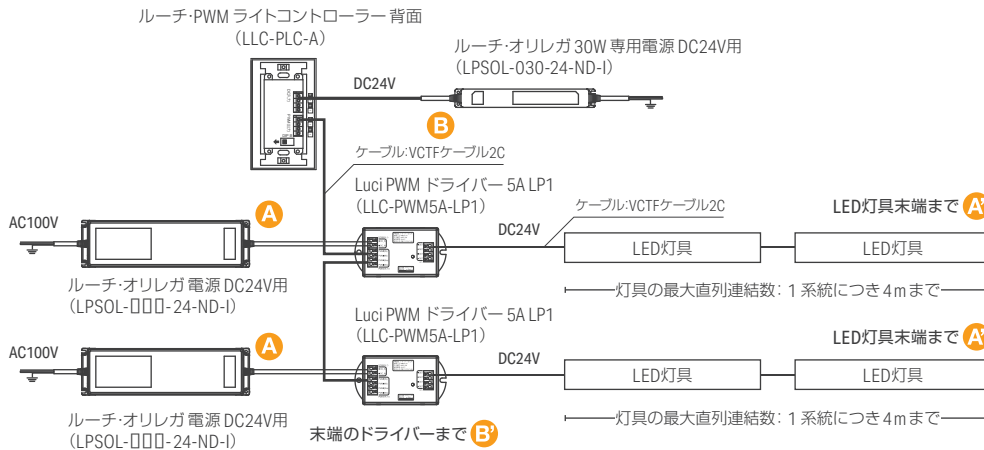 ルーチ・PWM ライトコントローラー 背面
（LLC-PLC-A）
ルーチ・オリレガ 30W 専用電源 DC24V用
（LPSOL-030-24-ND-I）
DC24V
B
ケーブル:VCTFケーブル2C
Luci PWM ドライバー 5A LP1
（LLC-PWM5A-LP1）
ケーブル:VCTFケーブル2C
LED灯具末端まで A'
AC100V
A
DC24V
LED灯具
LED灯具
ルーチ・オリレガ 電源 DC24V用
（LPSOL-□□□-24-ND-I）
灯具の最大直列連結数: 1 系統につき 4m まで
Luci PWM ドライバー 5A LP1
（LLC-PWM5A-LP1）
LED灯具末端まで A'
AC100V
A
DC24V
LED灯具
LED灯具
ルーチ・オリレガ 電源 DC24V用
（LPSOL-□□□-24-ND-I）
末端のドライバーまで B'
灯具の最大直列連結数: 1 系統につき 4m まで